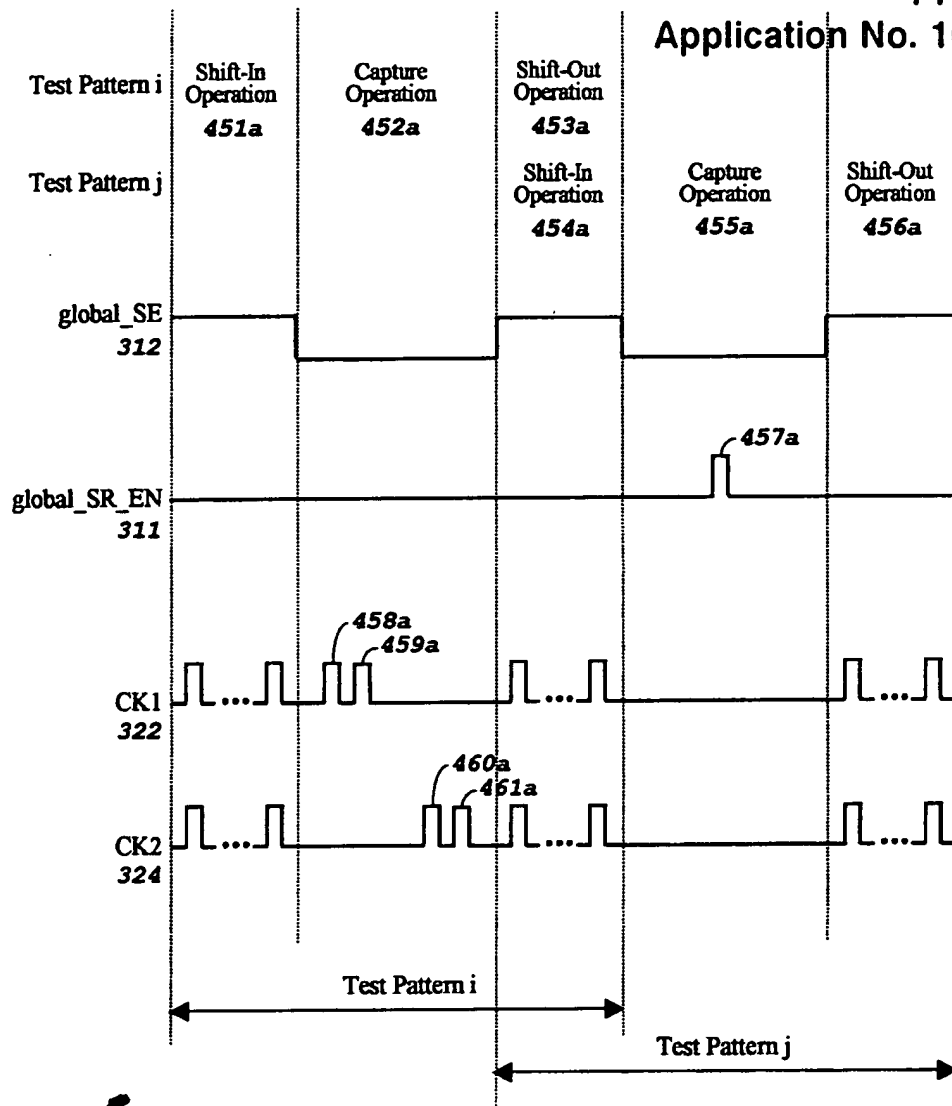 Application No. 1
Test Pattern i
Shift-In
Operation
451a
Capture
Operation
452a
Shift-Out
Operation
453a
Test Pattern j
Shift-In
Operation
454a
Capture
Operation
455a
Shift-Out
Operation
456a
global_SE
312
457a
global_SR_EN
311
458a
459a
CK1
322
460a
461a
CK2
324
Test Pattern i
Test Pattern j